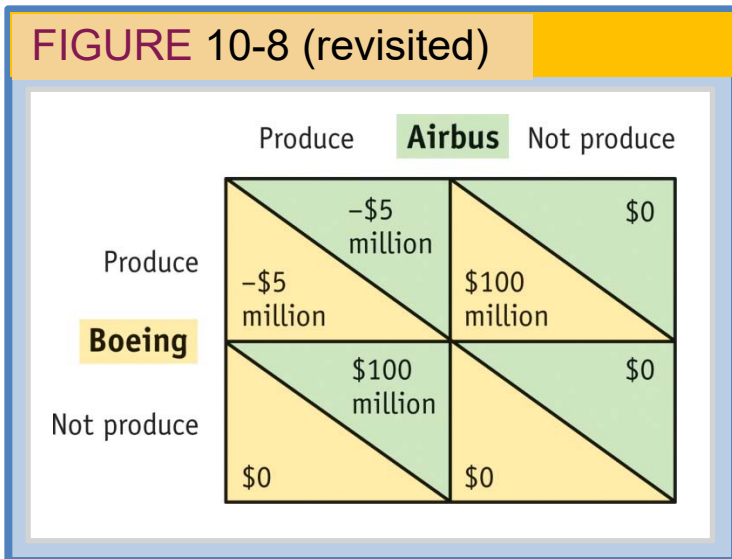 FIGURE 10-8 (revisited)
Produce Airbus Not produce
–$5
million
$0
Produce
–$5
million
$100
million
Boeing
$100
million
$0
Not produce
$0
$0